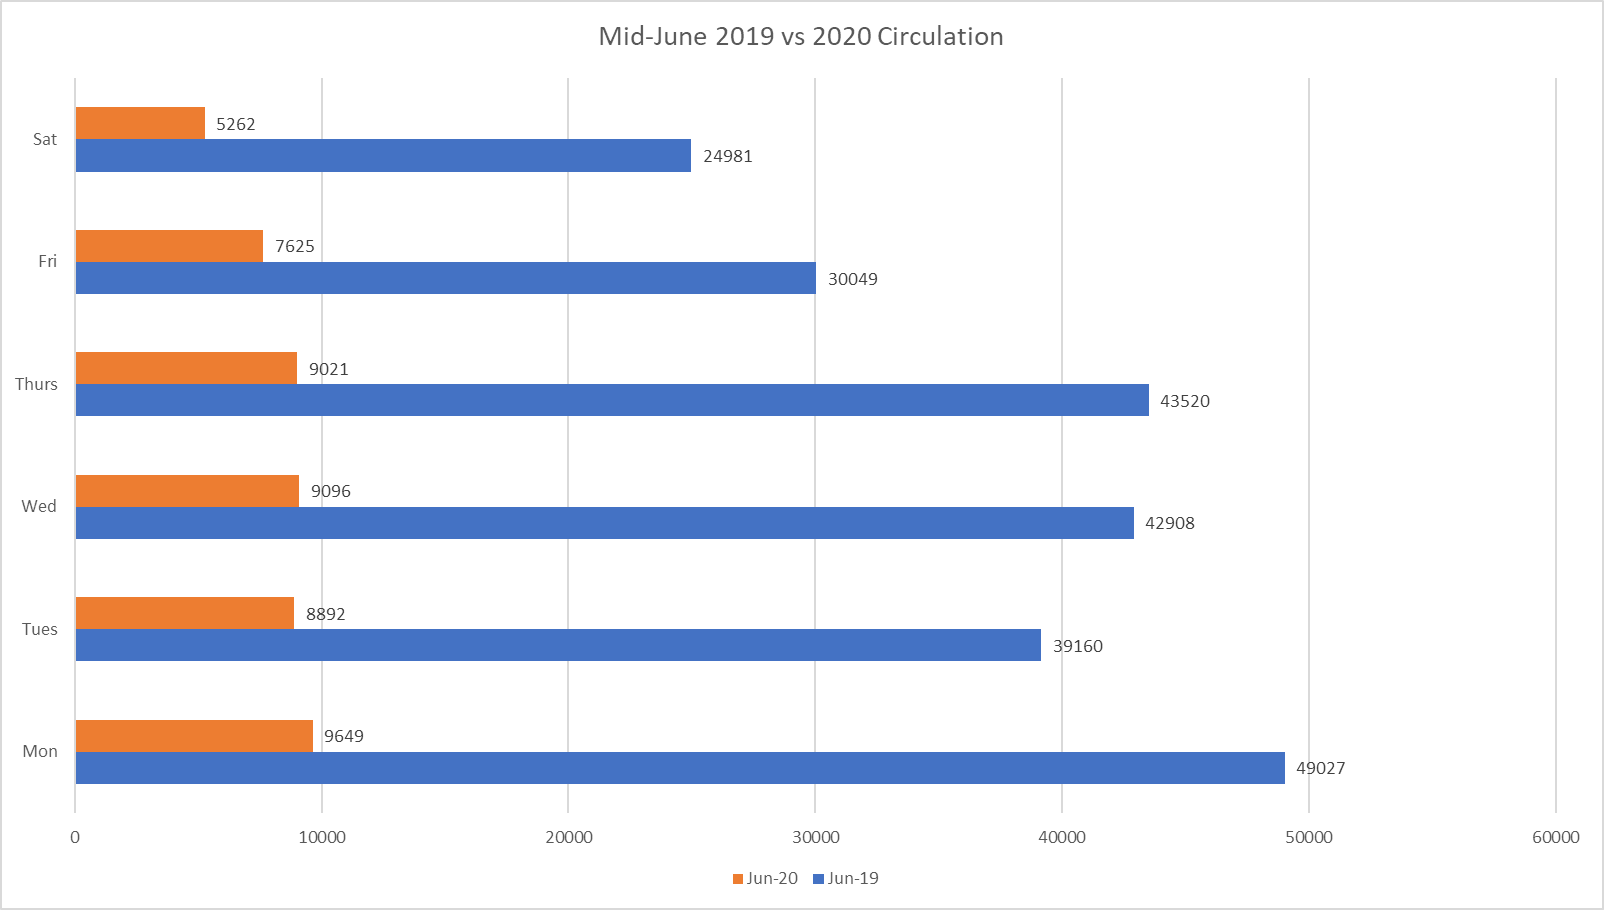 Mid-June 2019 vs 2020 Circulation
Sat
5262
24981
Fri
7625
30049
Thurs
9021
43520
Wed
9096
42908
Tues
8892
39160
Mon
9649
49027
0 10000 20000 30000 40000 50000 60000
Jun-20 Jun-19